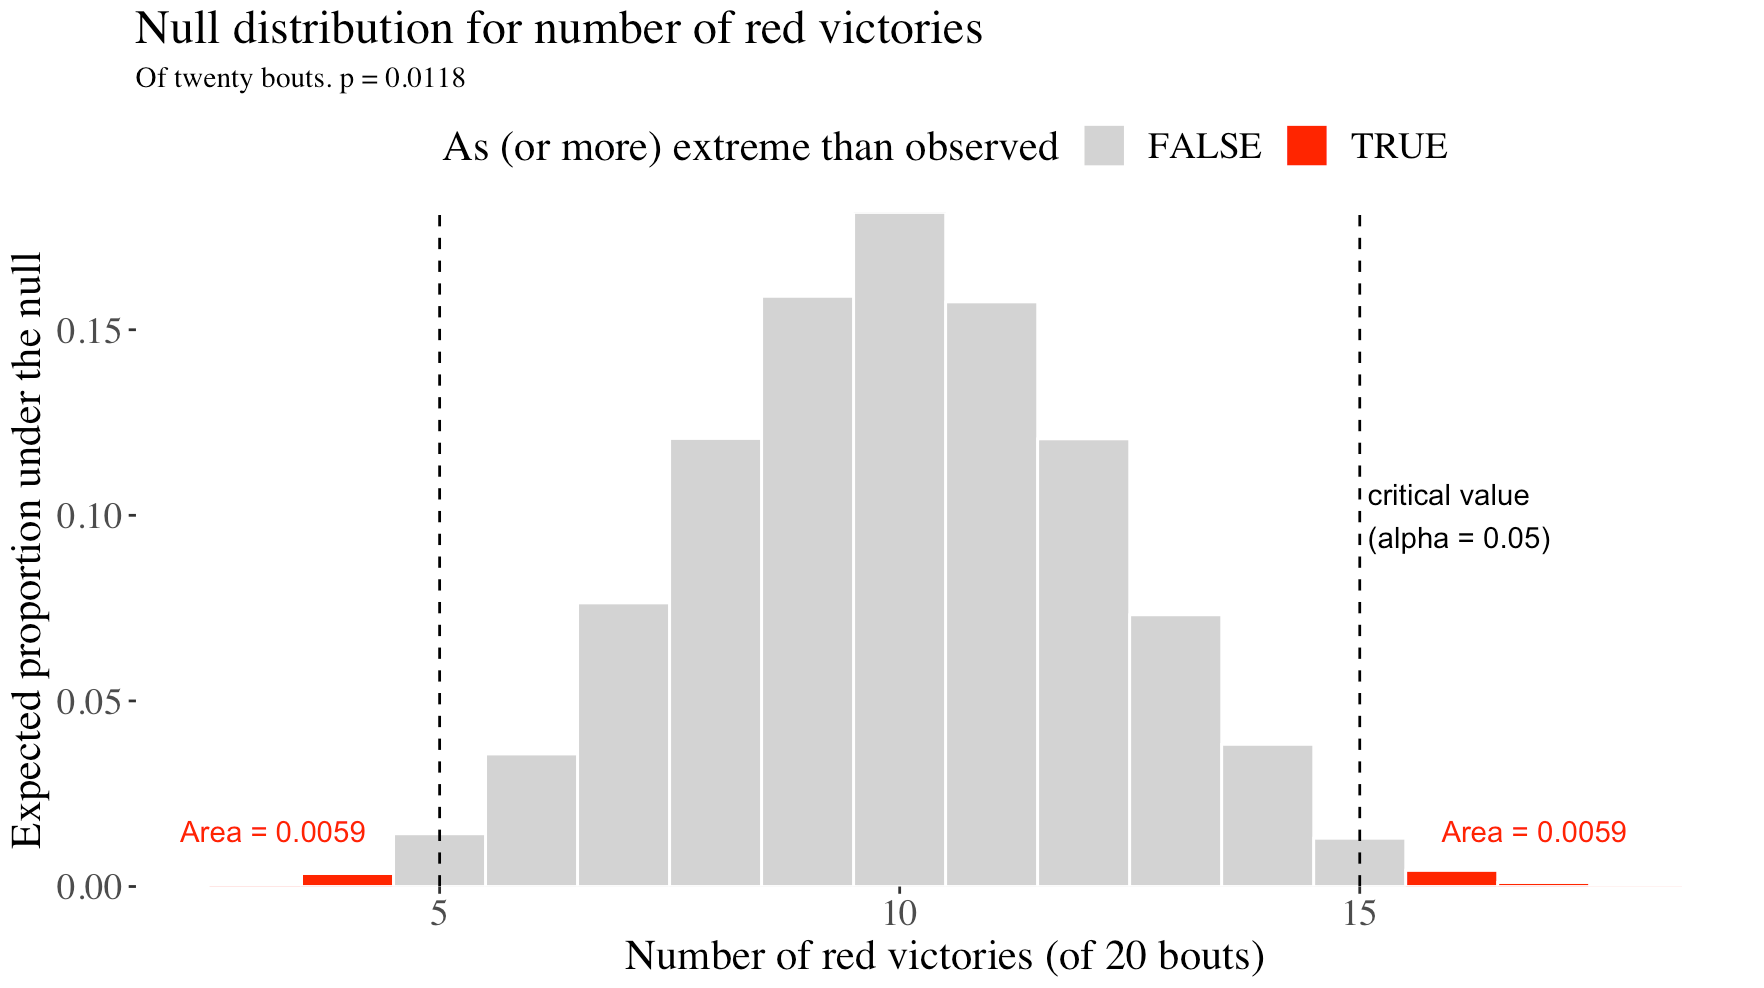 Null distribution for number of red victories
Of twenty bouts. p = 0.0118
As (or more) extreme than observed FALSE TRUE
Expected proportion under the null
0.15
0.10
0.05
0.00
critical value
(alpha = 0.05)
Area = 0.0059
Area = 0.0059
5 10 15
Number of red victories (of 20 bouts)